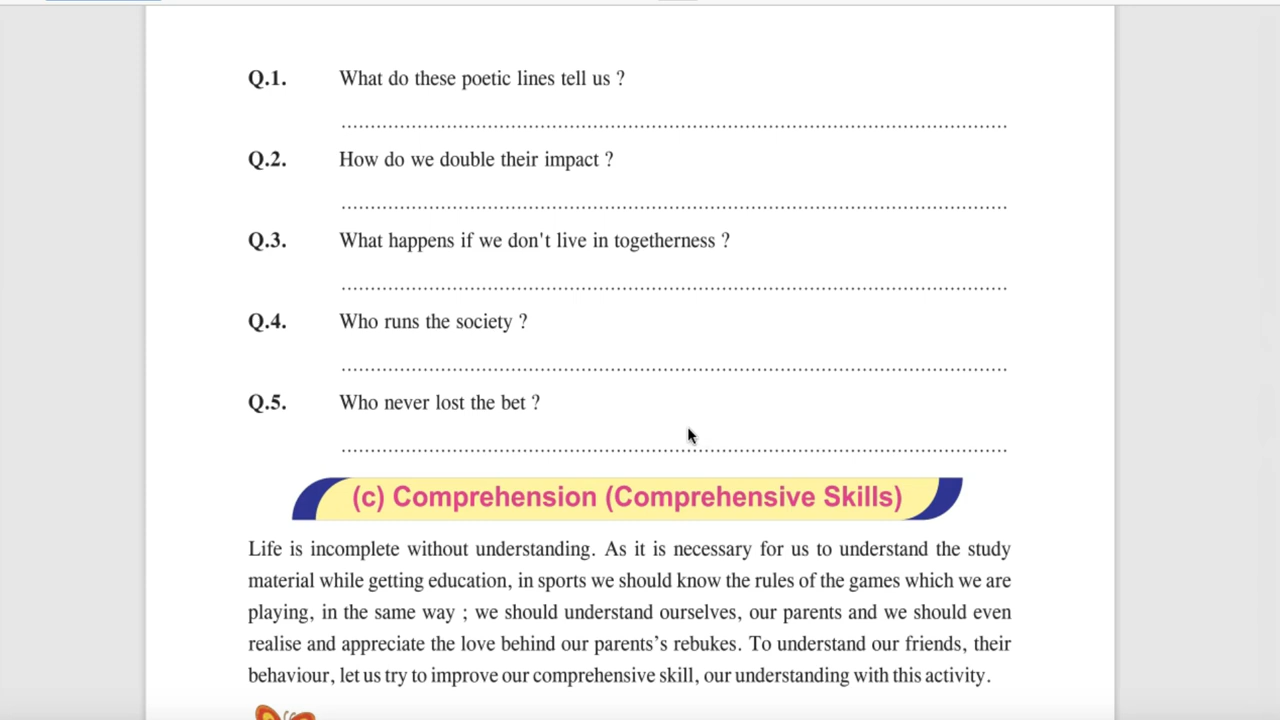 Q.1. What do these poetic lines tell us ?
................................................................................................................
Q.2. How do we double their impact ?
................................................................................................................
Q.3. What happens if we don't live in togetherness ?
................................................................................................................
Q.4. Who runs the society ?
................................................................................................................
Q.5. Who never lost the bet ?
................................................................................................................
(c) Comprehension (Comprehensive Skills)
Life is incomplete without understanding. As it is necessary for us to understand the study
material while getting education, in sports we should know the rules of the games which we are
playing, in the same way ; we should understand ourselves, our parents and we should even
realise and appreciate the love behind our parents’s rebukes. To understand our friends, their
behaviour, let us try to improve our comprehensive skill, our understanding with this activity.